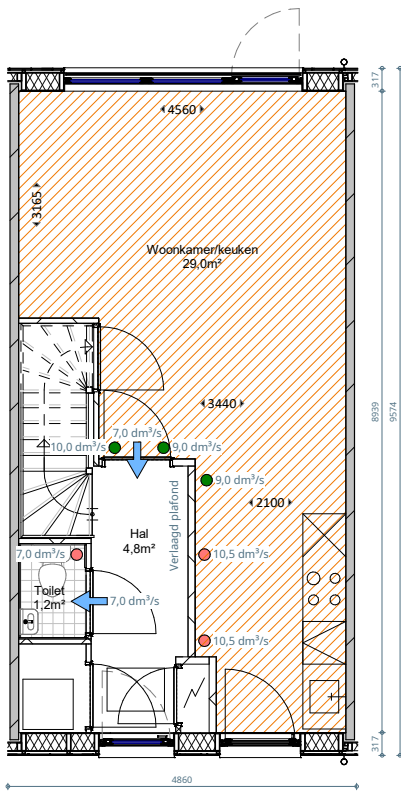 317
4560
3165
Woonkamer/keuken
29,0m²
8939
9574
3440
7,0 dm³/s
10,0 dm³/s
9,0 dm³/s
9,0 dm³/s
2100
Verlaagd plafond
Hal
4,8m²
7,0 dm³/s
10,5 dm³/s
Toilet
1,2m²
7,0 dm³/s
10,5 dm³/s
317
4860